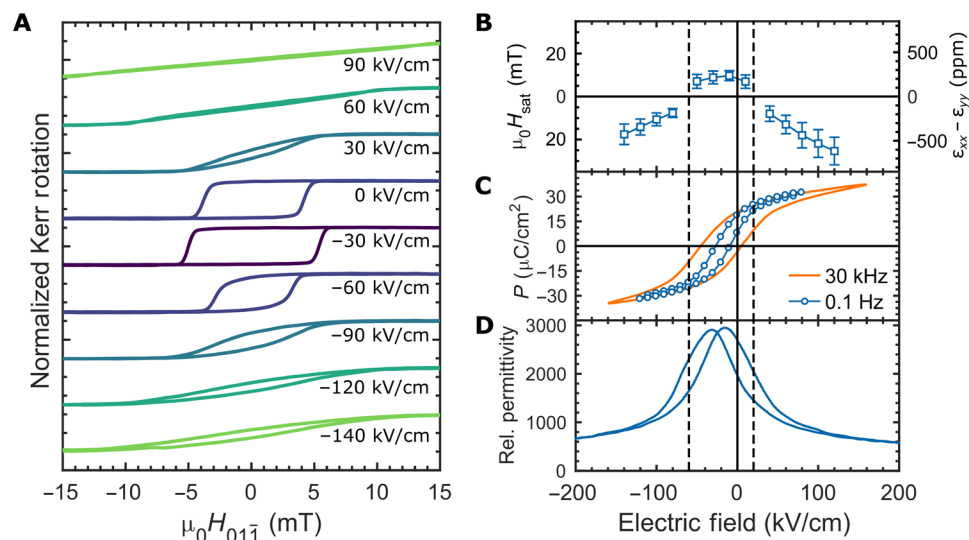 A
Normalized Kerr rotation
90 kV/cm
60 kV/cm
30 kV/cm
0 kV/cm
−30 kV/cm
−60 kV/cm
−90 kV/cm
−120 kV/cm
−140 kV/cm
−15 −10 −5 0 5 10 15
μ₀H₀₁₁̄ (mT)
B
μ₀Hsat (mT)
20
0
20
500
0
−500
εxx − εyy (ppm)
C
P (μC/cm²)
30
15
0
−15
−30
30 kHz
0.1 Hz
D
Rel. permittivity
3000
2000
1000
0
−200 −100 0 100 200
Electric field (kV/cm)